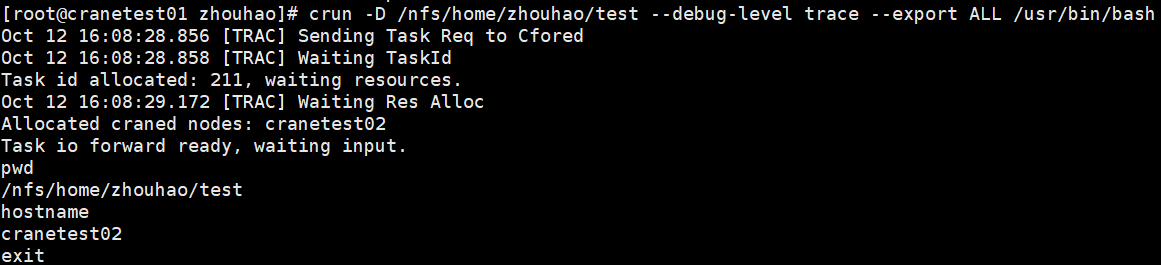 [root@cranetest01 zhouhao]# crun -D /nfs/home/zhouhao/test --debug-level trace --export ALL /usr/bin/bash
Oct 12 16:08:28.856 [TRAC] Sending Task Req to Cfored
Oct 12 16:08:28.858 [TRAC] Waiting TaskId
Task id allocated: 211, waiting resources.
Oct 12 16:08:29.172 [TRAC] Waiting Res Alloc
Allocated craned nodes: cranetest02
Task io forward ready, waiting input.
pwd
/nfs/home/zhouhao/test
hostname
cranetest02
exit